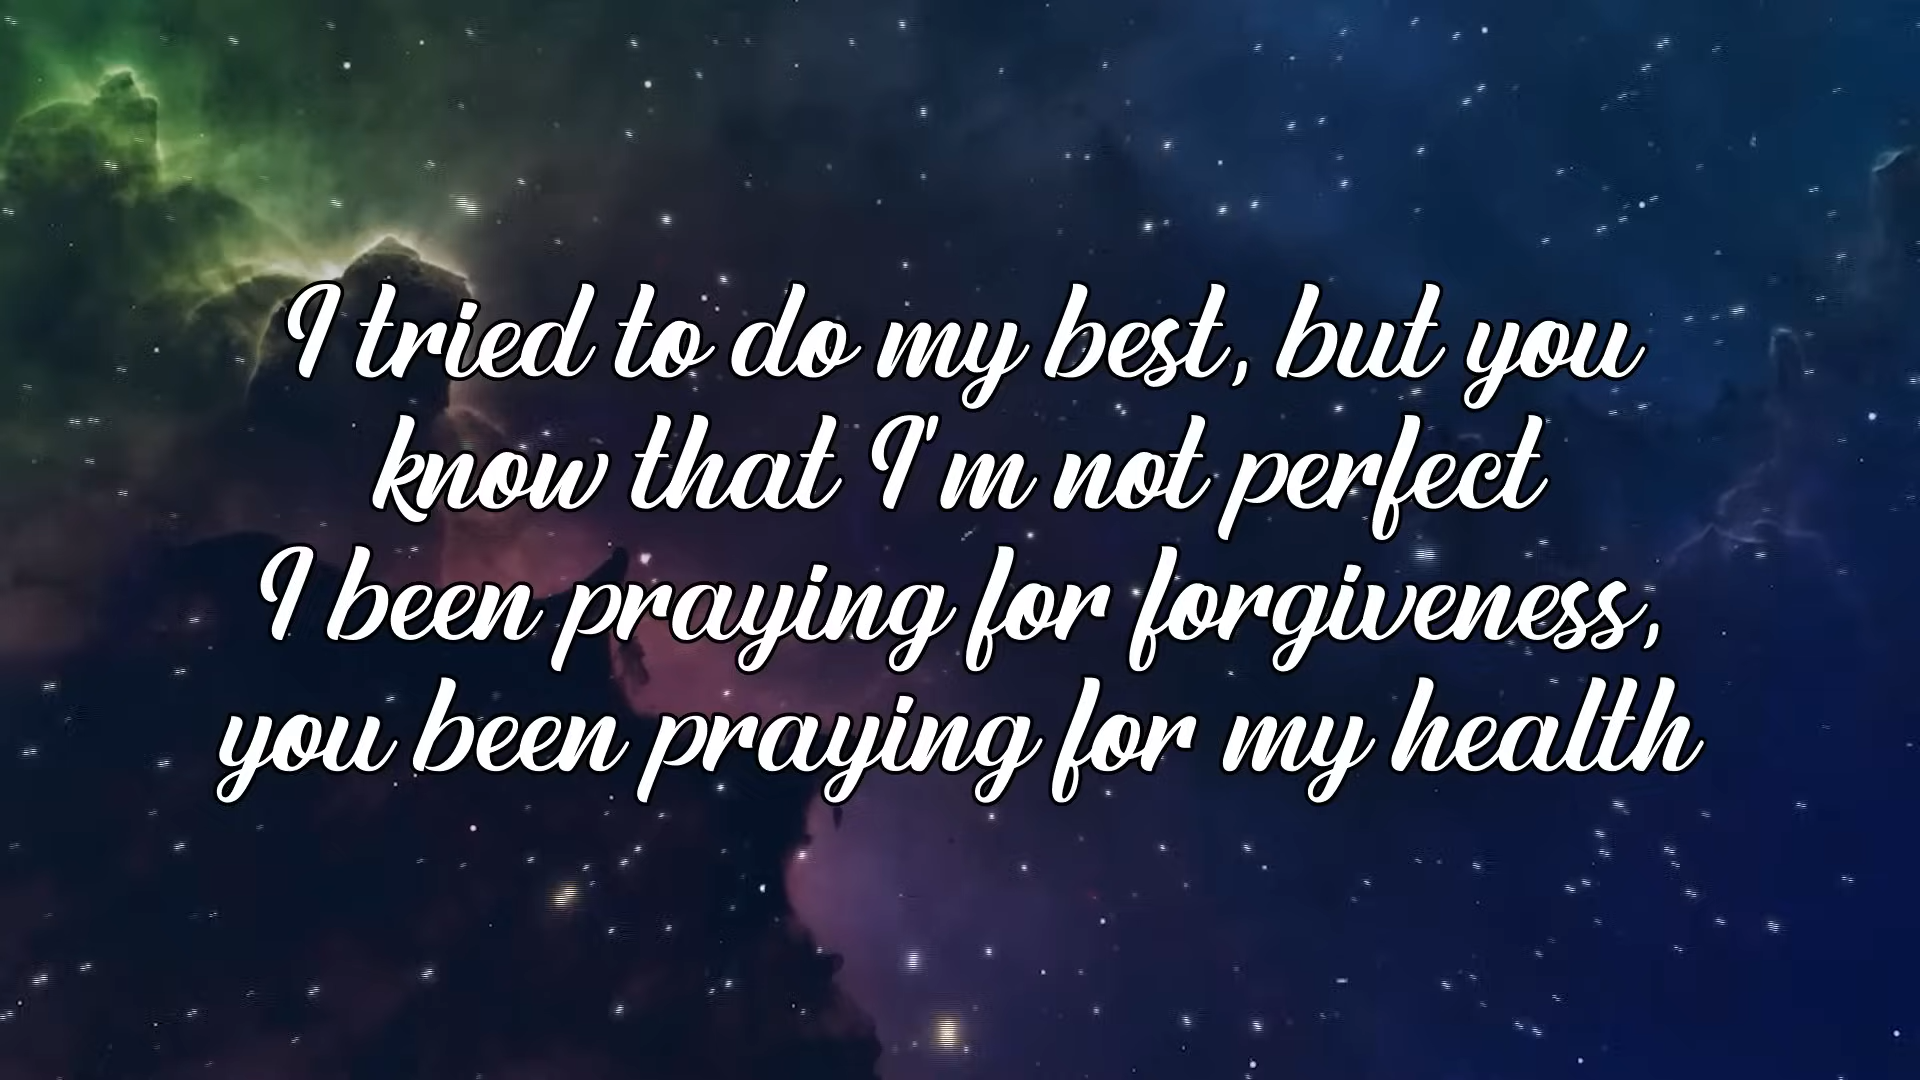 I tried to do my best, but you
know that I'm not perfect
I been praying for forgiveness,
you been praying for my health